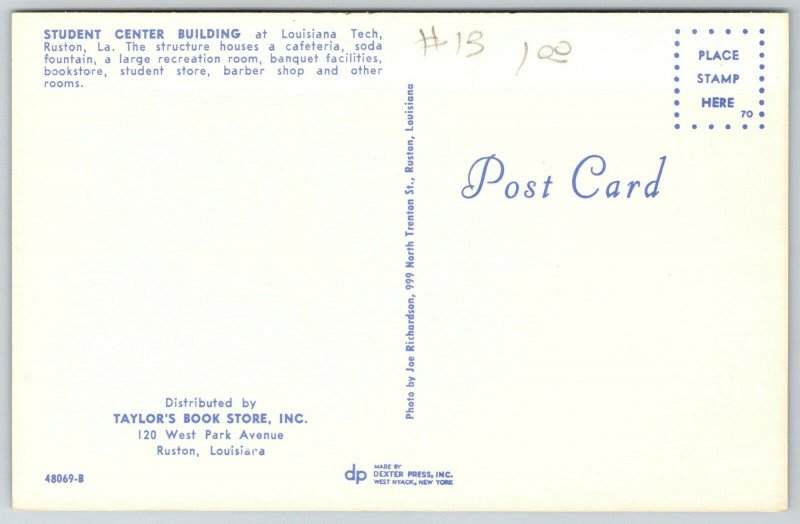 STUDENT CENTER BUILDING at Louisiana Tech,
Ruston, La. The structure houses a cafeteria, soda
fountain, a large recreation room, banquet facilities,
bookstore, student store, barber shop and other
rooms.
#13 100
PLACE
STAMP
HERE
70
Post Card
Photo by Joe Richardson, 999 North Trenton St., Ruston, Louisiana
Distributed by
TAYLOR'S BOOK STORE, INC.
120 West Park Avenue
Ruston, Louisiana
48069-B
dp
MADE BY
DEXTER PRESS, INC.
WEST NYACK, NEW YORK